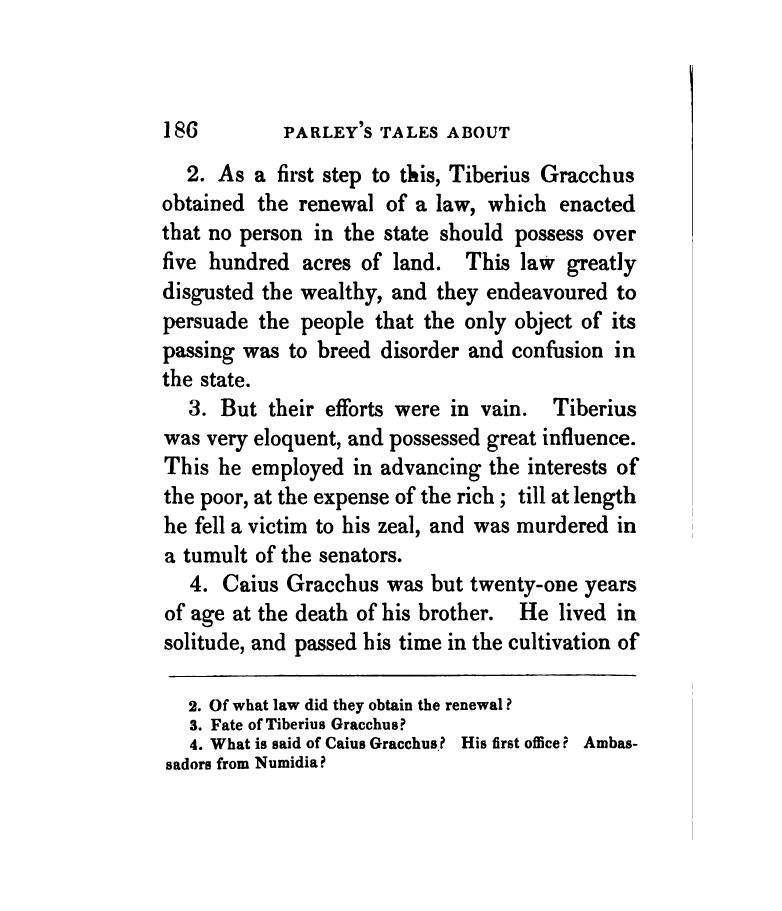 186 PARLEY'S TALES ABOUT
2. As a first step to this, Tiberius Gracchus
obtained the renewal of a law, which enacted
that no person in the state should possess over
five hundred acres of land. This law greatly
disgusted the wealthy, and they endeavoured to
persuade the people that the only object of its
passing was to breed disorder and confusion in
the state.
3. But their efforts were in vain. Tiberius
was very eloquent, and possessed great influence.
This he employed in advancing the interests of
the poor, at the expense of the rich ; till at length
he fell a victim to his zeal, and was murdered in
a tumult of the senators.
4. Caius Gracchus was but twenty-one years
of age at the death of his brother. He lived in
solitude, and passed his time in the cultivation of
2. Of what law did they obtain the renewal ?
3. Fate of Tiberius Gracchus?
4. What is said of Caius Gracchus? His first office? Ambas-
sadors from Numidia?